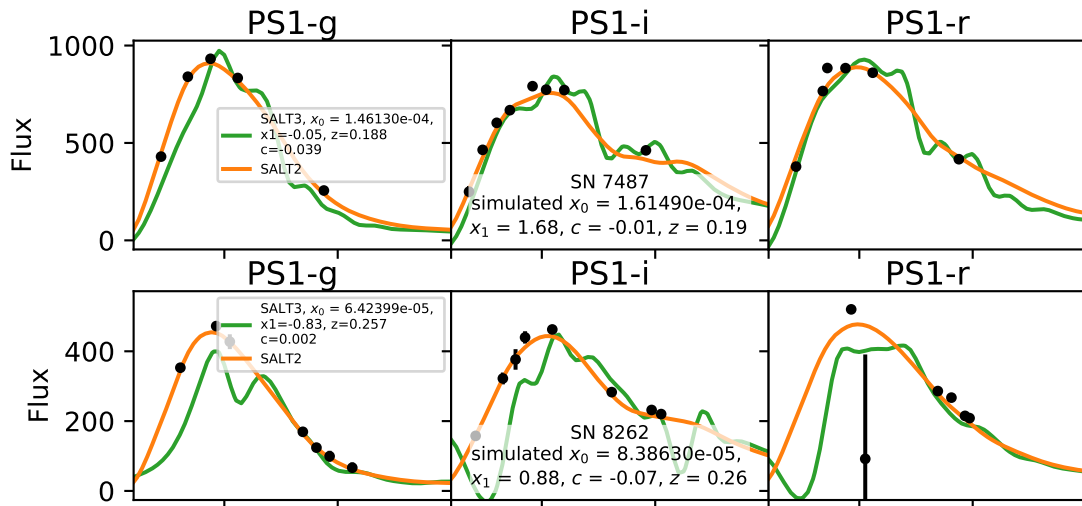 PS1-g
PS1-i
PS1-r
Flux
1000
500
0
SALT3, x₀ = 1.46130e-04,
x1=-0.05, z=0.188
c=-0.039
SALT2
SN 7487
simulated x₀ = 1.61490e-04,
x₁ = 1.68, c = -0.01, z = 0.19
PS1-g
PS1-i
PS1-r
Flux
400
200
0
SALT3, x₀ = 6.42399e-05,
x1=-0.83, z=0.257
c=0.002
SALT2
SN 8262
simulated x₀ = 8.38630e-05,
x₁ = 0.88, c = -0.07, z = 0.26